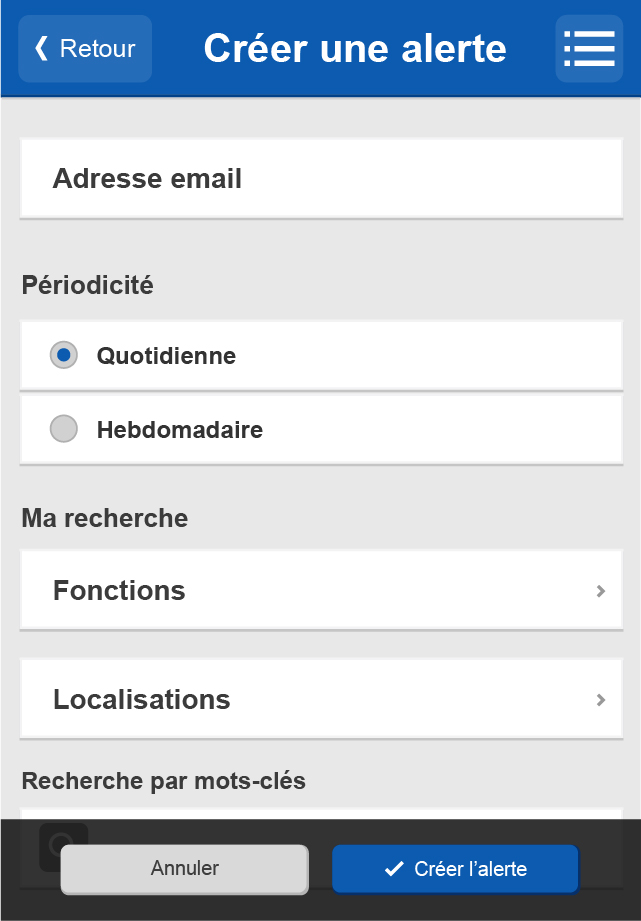 Retour
Créer une alerte
Adresse email
Périodicité
Quotidienne
Hebdomadaire
Ma recherche
Fonctions
Localisations
Recherche par mots-clés
Annuler
Créer l’alerte